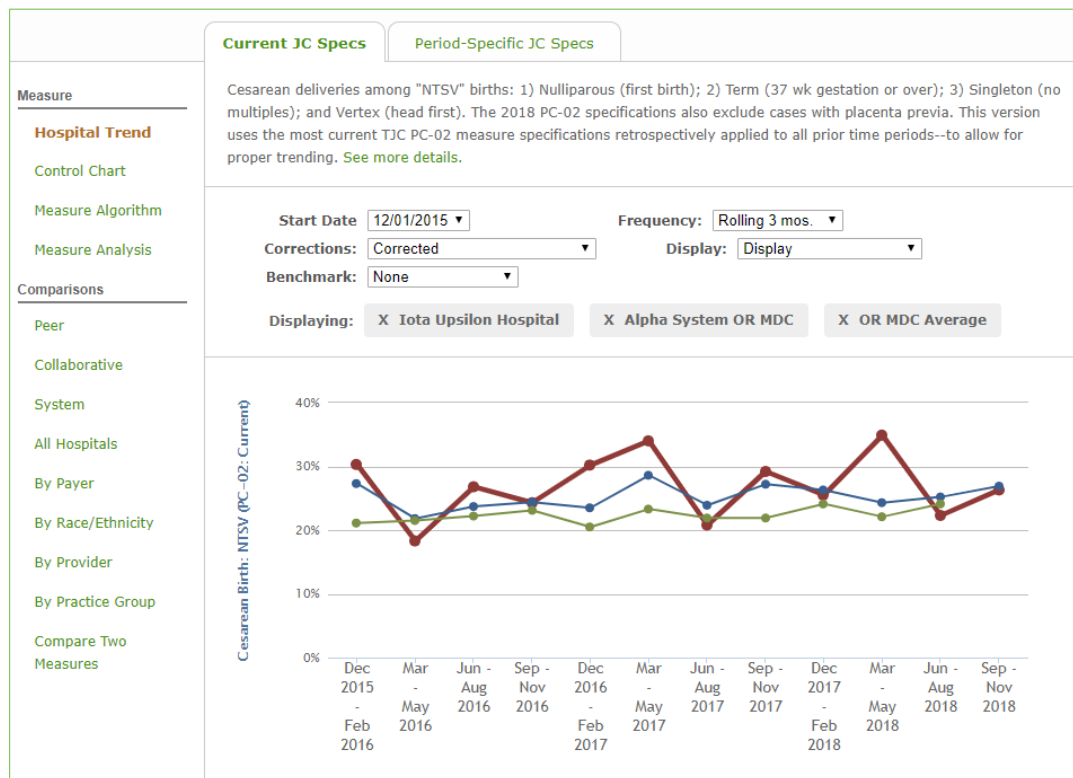 Current JC Specs
Period-Specific JC Specs
Measure
Hospital Trend
Control Chart
Measure Algorithm
Measure Analysis
Comparisons
Peer
Collaborative
System
All Hospitals
By Payer
By Race/Ethnicity
By Provider
By Practice Group
Compare Two
Measures
Cesarean deliveries among "NTSV" births: 1) Nulliparous (first birth); 2) Term (37 wk gestation or over); 3) Singleton (no
multiples); and Vertex (head first). The 2018 PC-02 specifications also exclude cases with placenta previa. This version
uses the most current TJC PC-02 measure specifications retrospectively applied to all prior time periods--to allow for
proper trending. See more details.
Start Date 12/01/2015 Frequency: Rolling 3 mos.
Corrections: Corrected Display: Display
Benchmark: None
Displaying: X Iota Upsilon Hospital X Alpha System OR MDC X OR MDC Average
Cesarean Birth: NTSV (PC-02: Current)
40%
30%
20%
10%
0%
Dec
2015
-
Feb
2016
Mar
-
May
2016
Jun -
Aug
2016
Sep -
Nov
2016
Dec
2016
-
Feb
2017
Mar
-
May
2017
Jun -
Aug
2017
Sep -
Nov
2017
Dec
2017
-
Feb
2018
Mar
-
May
2018
Jun -
Aug
2018
Sep -
Nov
2018